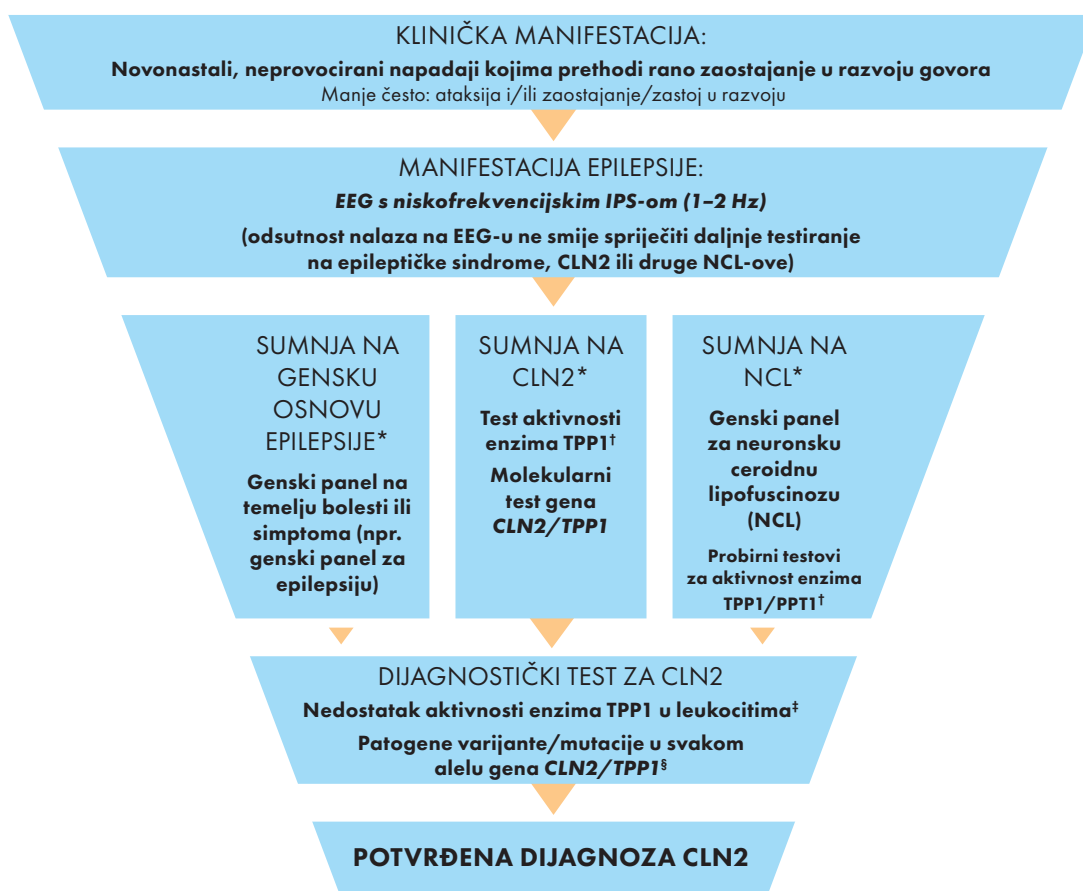 KLINIČKA MANIFESTACIJA:
Novonastali, neprovocirani napadaji kojima prethodi rano zaostajanje u razvoju govora
Manje često: ataksija i/ili zaostajanje/zastoj u razvoju
MANIFESTACIJA EPILEPSIJE:
EEG s niskofrekvencijskim IPS-om (1–2 Hz)
(odsutnost nalaza na EEG-u ne smije spriječiti daljnje testiranje
na epileptičke sindrome, CLN2 ili druge NCL-ove)
SUMNJA NA
GENSKU
OSNOVU
EPILEPSIJE*
Genski panel na
temelju bolesti ili
simptoma (npr.
genski panel za
epilepsiju)
SUMNJA NA
CLN2*
Test aktivnosti
enzima TPP1†
Molekularni
test gena
CLN2/TPP1
SUMNJA NA
NCL*
Genski panel
za neuronsku
ceroidnu
lipofuscinozu
(NCL)
Probirni testovi
za aktivnost enzima
TPP1/PPT1†
DIJAGNOSTIČKI TEST ZA CLN2
Nedostatak aktivnosti enzima TPP1 u leukocitima‡
Patogene varijante/mutacije u svakom
alelu gena CLN2/TPP1§
POTVRĐENA DIJAGNOZA CLN2